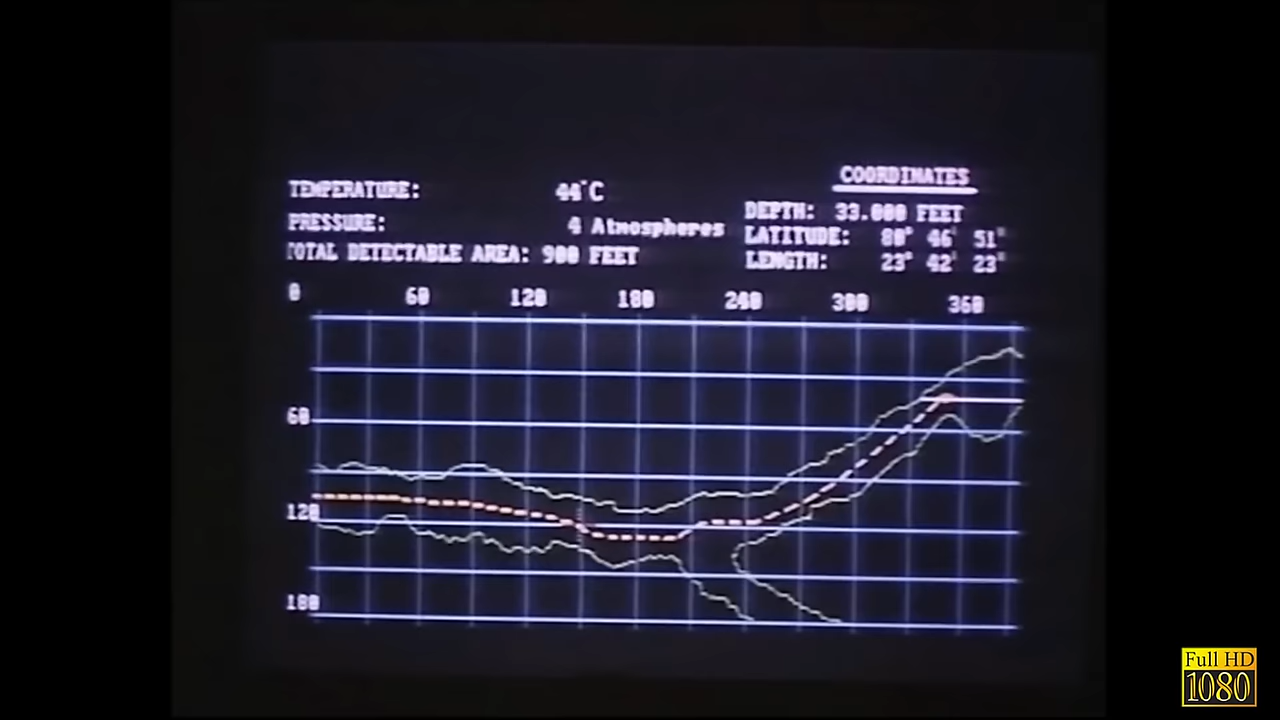 COORDINATES
TEMPERATURE: 44°C
PRESSURE: 4 Atmospheres
TOTAL DETECTABLE AREA: 900 FEET
DEPTH: 33.000 FEET
LATITUDE: 80° 46' 51"
LENGTH: 23° 42' 23"
0 60 120 180 240 300 360
60
120
180
Full HD
1080